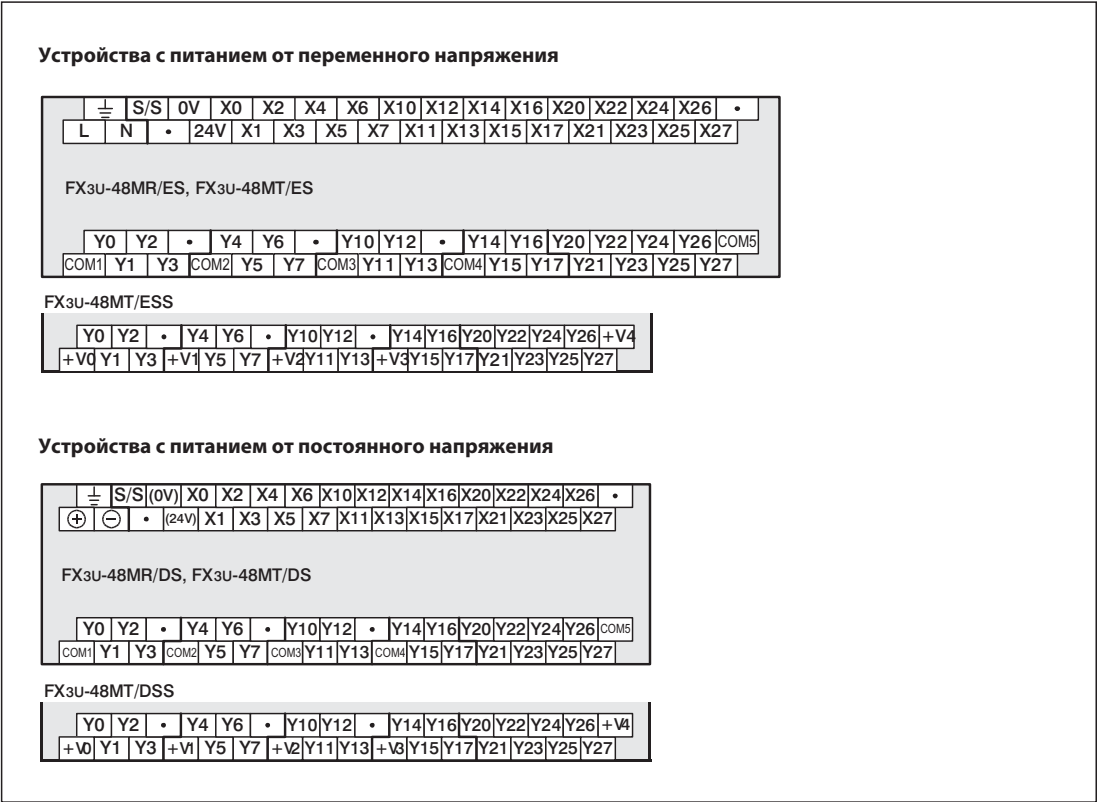 Устройства с питанием от переменного напряжения
⏚ S/S 0V X0 X2 X4 X6 X10 X12 X14 X16 X20 X22 X24 X26 •
L N • 24V X1 X3 X5 X7 X11 X13 X15 X17 X21 X23 X25 X27
FX3U-48MR/ES, FX3U-48MT/ES
Y0 Y2 • Y4 Y6 • Y10 Y12 • Y14 Y16 Y20 Y22 Y24 Y26 COM5
COM1 Y1 Y3 COM2 Y5 Y7 COM3 Y11 Y13 COM4 Y15 Y17 Y21 Y23 Y25 Y27
FX3U-48MT/ESS
Y0 Y2 • Y4 Y6 • Y10 Y12 • Y14 Y16 Y20 Y22 Y24 Y26 +V4
+V0 Y1 Y3 +V1 Y5 Y7 +V2 Y11 Y13 +V3 Y15 Y17 Y21 Y23 Y25 Y27
Устройства с питанием от постоянного напряжения
⏚ S/S (0V) X0 X2 X4 X6 X10 X12 X14 X16 X20 X22 X24 X26 •
⊕ ⊖ • (24V) X1 X3 X5 X7 X11 X13 X15 X17 X21 X23 X25 X27
FX3U-48MR/DS, FX3U-48MT/DS
Y0 Y2 • Y4 Y6 • Y10 Y12 • Y14 Y16 Y20 Y22 Y24 Y26 COM5
COM1 Y1 Y3 COM2 Y5 Y7 COM3 Y11 Y13 COM4 Y15 Y17 Y21 Y23 Y25 Y27
FX3U-48MT/DSS
Y0 Y2 • Y4 Y6 • Y10 Y12 • Y14 Y16 Y20 Y22 Y24 Y26 +V4
+V0 Y1 Y3 +V1 Y5 Y7 +V2 Y11 Y13 +V3 Y15 Y17 Y21 Y23 Y25 Y27